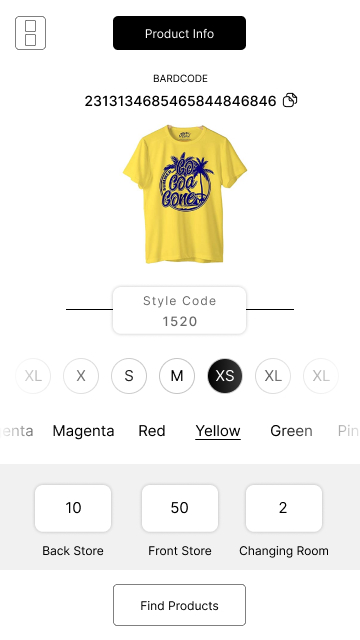 Product Info
BARDCODE
2313134685465844846846
GO
Goa
Gone
Style Code
1520
XL X S M XS XL XL
enta Magenta Red Yellow Green Pin
10 50 2
Back Store Front Store Changing Room
Find Products